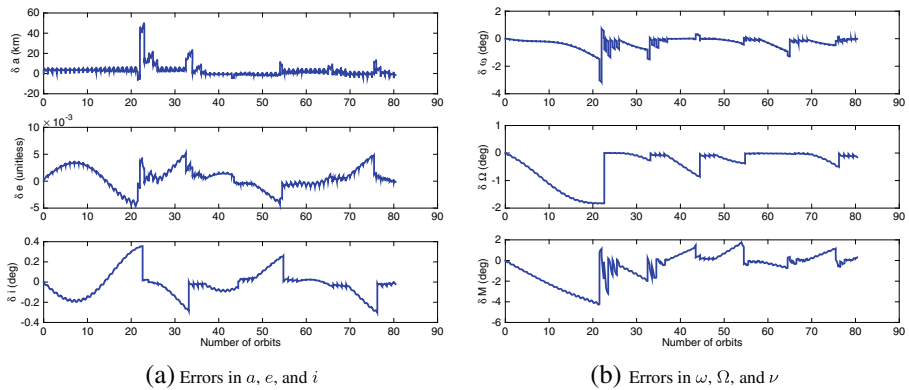 60
40
20
0
-20
δ a (km)
0 10 20 30 40 50 60 70 80 90
× 10⁻³
10
5
0
-5
δ e (unitless)
0 10 20 30 40 50 60 70 80 90
0.4
0.2
0
-0.2
-0.4
δ i (deg)
0 10 20 30 40 50 60 70 80 90
Number of orbits
(a) Errors in a, e, and i
2
0
-2
-4
δ ω (deg)
0 10 20 30 40 50 60 70 80 90
1
0
-1
-2
δ Ω (deg)
0 10 20 30 40 50 60 70 80 90
2
0
-2
-4
-6
δ M (deg)
0 10 20 30 40 50 60 70 80 90
Number of orbits
(b) Errors in ω, Ω, and ν